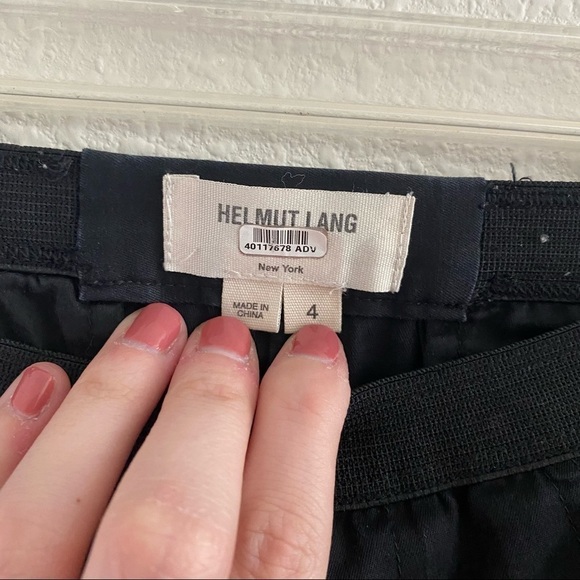 HELMUT LANG
40117678 ADV
New York
MADE IN
CHINA
4